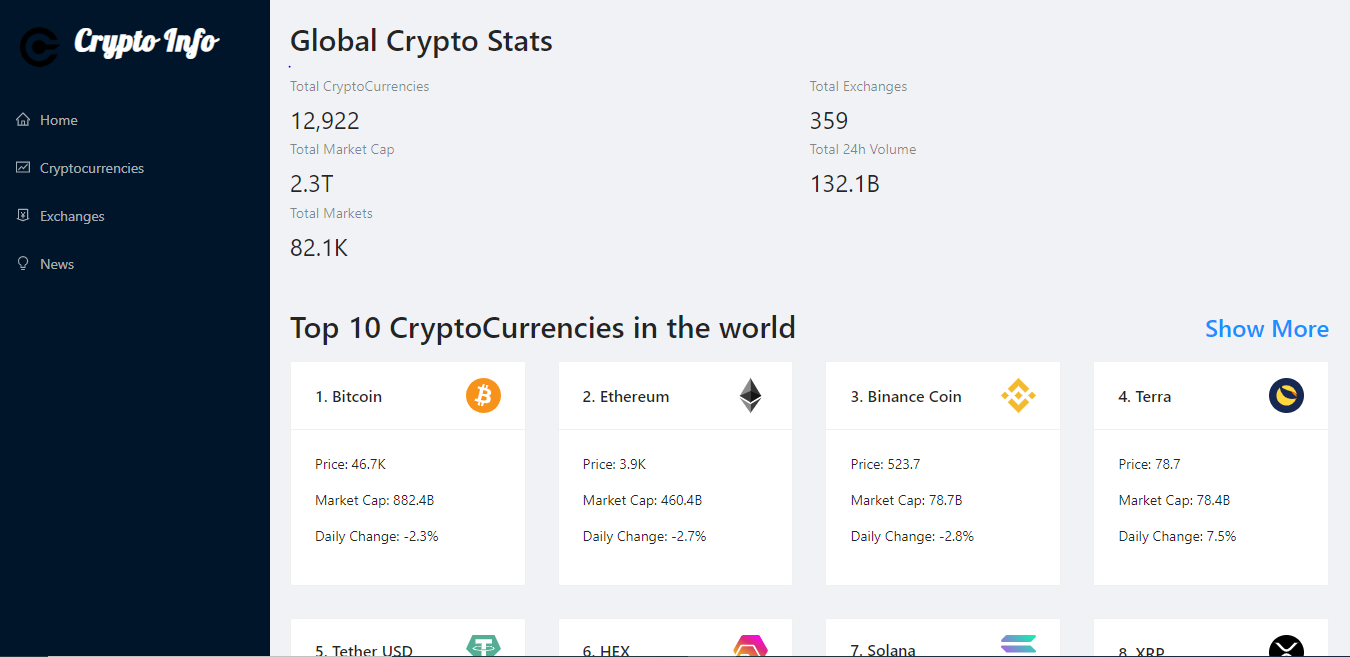 Crypto Info
Home
Cryptocurrencies
Exchanges
News
Global Crypto Stats
Total CryptoCurrencies
12,922
Total Exchanges
359
Total Market Cap
2.3T
Total 24h Volume
132.1B
Total Markets
82.1K
Top 10 CryptoCurrencies in the world
Show More
1. Bitcoin
Price: 46.7K
Market Cap: 882.4B
Daily Change: -2.3%
2. Ethereum
Price: 3.9K
Market Cap: 460.4B
Daily Change: -2.7%
3. Binance Coin
Price: 523.7
Market Cap: 78.7B
Daily Change: -2.8%
4. Terra
Price: 78.7
Market Cap: 78.4B
Daily Change: 7.5%
5. Tether USD
6. HEX
7. Solana
8. XRP